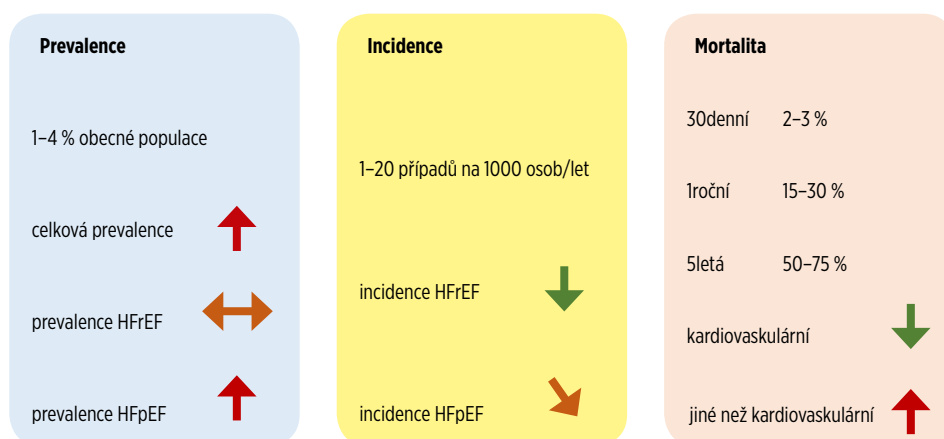 Prevalence
1–4 % obecné populace
celková prevalence
prevalence HFrEF
prevalence HFpEF
Incidence
1–20 případů na 1000 osob/let
incidence HFrEF
incidence HFpEF
Mortalita
30denní 2–3 %
1roční 15–30 %
5letá 50–75 %
kardiovaskulární
jiné než kardiovaskulární